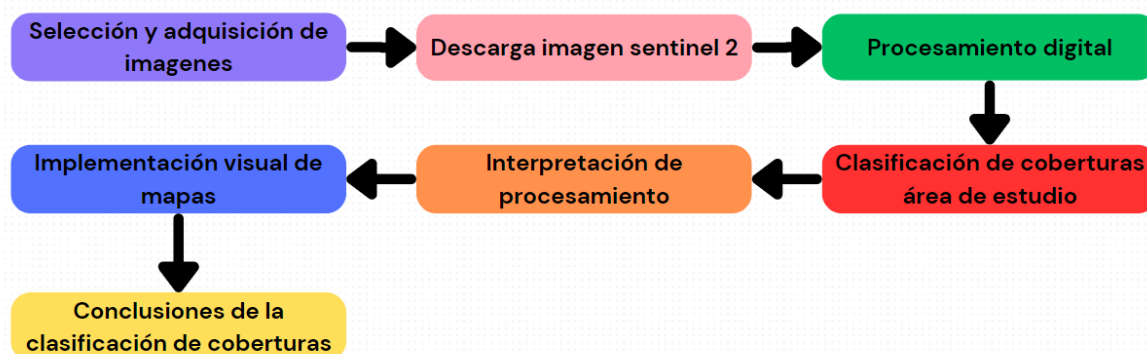 Selección y adquisición de
imagenes
Descarga imagen sentinel 2
Procesamiento digital
Clasificación de coberturas
área de estudio
Interpretación de
procesamiento
Implementación visual de
mapas
Conclusiones de la
clasificación de coberturas